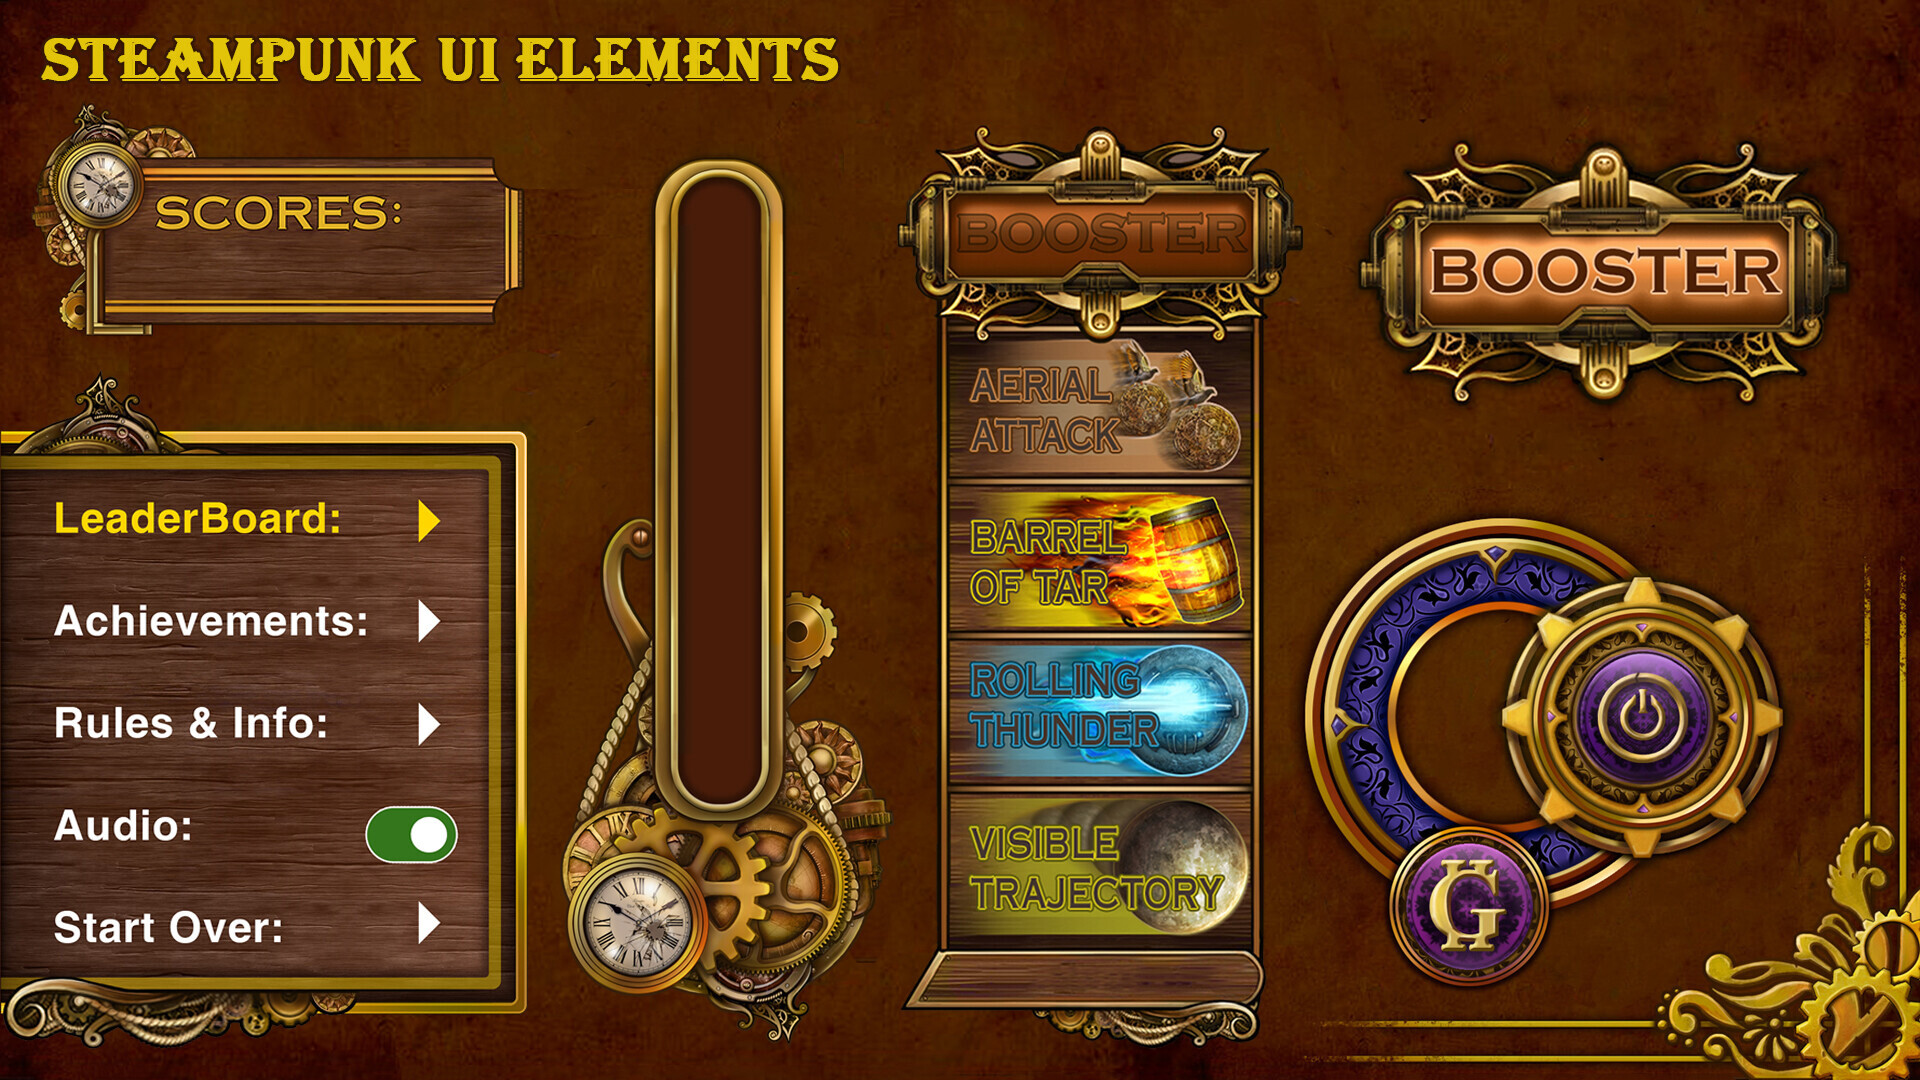 STEAMPUNK UI ELEMENTS
SCORES:
LeaderBoard:
Achievements:
Rules & Info:
Audio:
Start Over:
BOOSTER
AERIAL
ATTACK
BARREL
OF TAR
ROLLING
THUNDER
VISIBLE
TRAJECTORY
BOOSTER
G